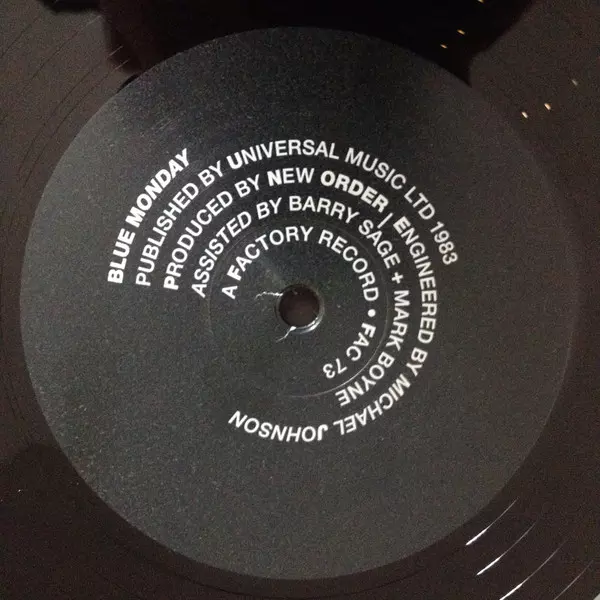 BLUE MONDAY
PUBLISHED BY UNIVERSAL MUSIC LTD 1983
PRODUCED BY NEW ORDER | ENGINEERED BY MICHAEL JOHNSON
ASSISTED BY BARRY SAGE + MARK BOYNE
A FACTORY RECORD • FAC 73